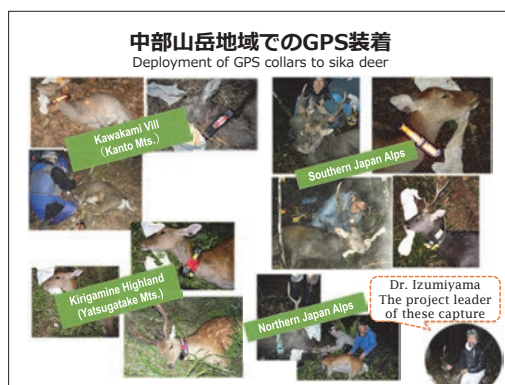 中部山岳地域でのGPS装着
Deployment of GPS collars to sika deer
Kawakami Vill
（Kanto Mts.）
Southern Japan Alps
Kirigamine Highland
(Yatsugatake Mts.)
Northern Japan Alps
Dr. Izumiyama
The project leader
of these capture